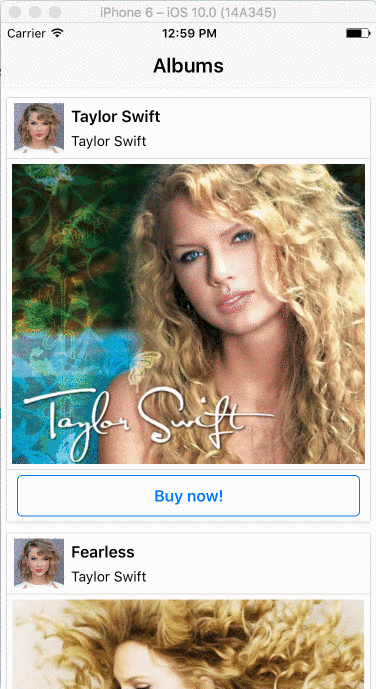 iPhone 6 – iOS 10.0 (14A345)
Carrier 12:59 PM
Albums
Taylor Swift
Taylor Swift
Taylor Swift
Buy now!
Fearless
Taylor Swift